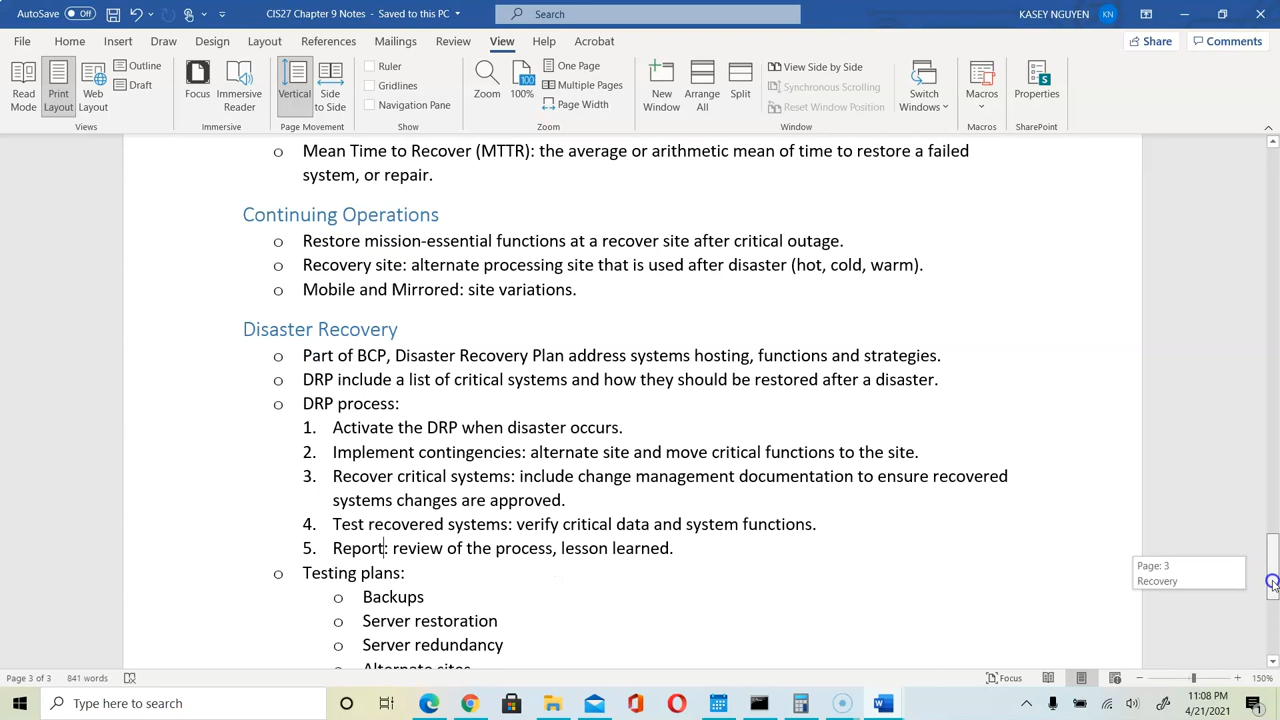 AutoSave Off CIS27 Chapter 9 Notes Search KASEY NGUYEN KN
File Home Insert Draw Design Layout References Mailings Review View Help Acrobat Share Comments
Read Mode
Print Layout
Web Layout
Outline
Draft
Views
Focus
Immersive Reader
Immersive
Vertical
Side to Side
Page Movement
Ruler
Gridlines
Navigation Pane
Show
Zoom
100
100%
One Page
Multiple Pages
Page Width
Zoom
New Window
Arrange All
Split
View Side by Side
Synchronous Scrolling
Reset Window Position
Switch Windows
Window
Macros
Macros
Properties
SharePoint
o Mean Time to Recover (MTTR): the average or arithmetic mean of time to restore a failed
system, or repair.
Continuing Operations
o Restore mission-essential functions at a recover site after critical outage.
o Recovery site: alternate processing site that is used after disaster (hot, cold, warm).
o Mobile and Mirrored: site variations.
Disaster Recovery
o Part of BCP, Disaster Recovery Plan address systems hosting, functions and strategies.
o DRP include a list of critical systems and how they should be restored after a disaster.
o DRP process:
1. Activate the DRP when disaster occurs.
2. Implement contingencies: alternate site and move critical functions to the site.
3. Recover critical systems: include change management documentation to ensure recovered
systems changes are approved.
4. Test recovered systems: verify critical data and system functions.
5. Report: review of the process, lesson learned.
Page: 3
Recovery
o Testing plans:
o Backups
o Server restoration
o Server redundancy
o Alternate sites
Page 3 of 3 841 words Focus 150%
Type here to search 11:08 PM
4/21/2021